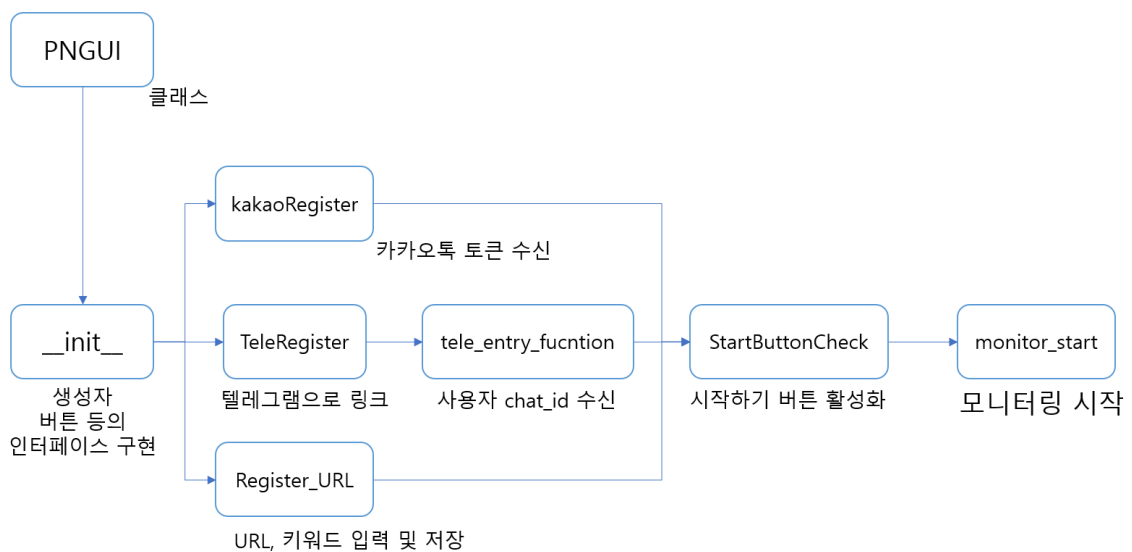 PNGUI
클래스
kakaoRegister
카카오톡 토큰 수신
__init__
생성자
버튼 등의
인터페이스 구현
TeleRegister
텔레그램으로 링크
tele_entry_fucntion
사용자 chat_id 수신
StartButtonCheck
시작하기 버튼 활성화
monitor_start
모니터링 시작
Register_URL
URL, 키워드 입력 및 저장